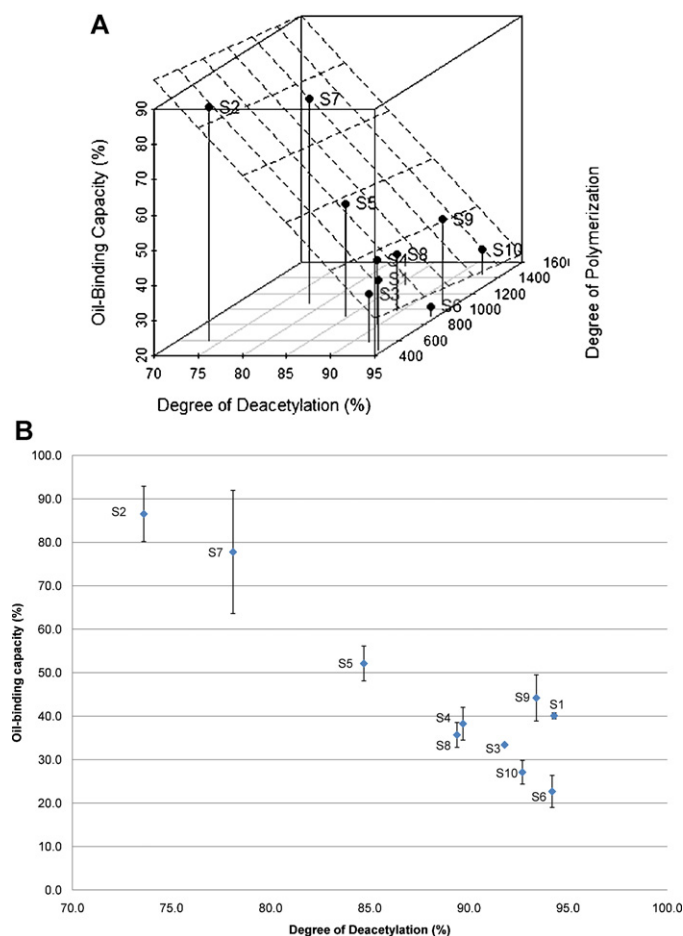 A
S2
S7
S5
S9
S4
S8
S10
S1
S3
S6
90
80
70
60
50
40
30
20
Oil-Binding Capacity (%)
70 75 80 85 90 95
Degree of Deacetylation (%)
400
600
800
1000
1200
1400
Degree of Polymerization
B
100.0
90.0
80.0
70.0
60.0
50.0
40.0
30.0
20.0
10.0
0.0
Oil-binding capacity (%)
S2
S7
S5
S9
S1
S4
S8
S3
S10
S6
70.0 75.0 80.0 85.0 90.0 95.0 100.0
Degree of Deacetylation (%)